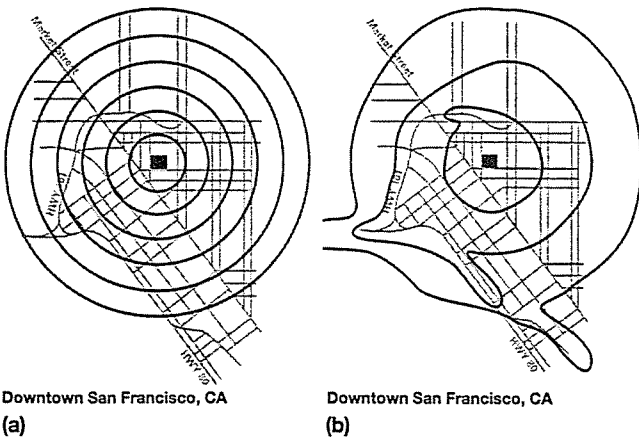 Market Street
HWY 101
HWY 80
Downtown San Francisco, CA
(a)
Market Street
HWY 101
HWY 80
Downtown San Francisco, CA
(b)